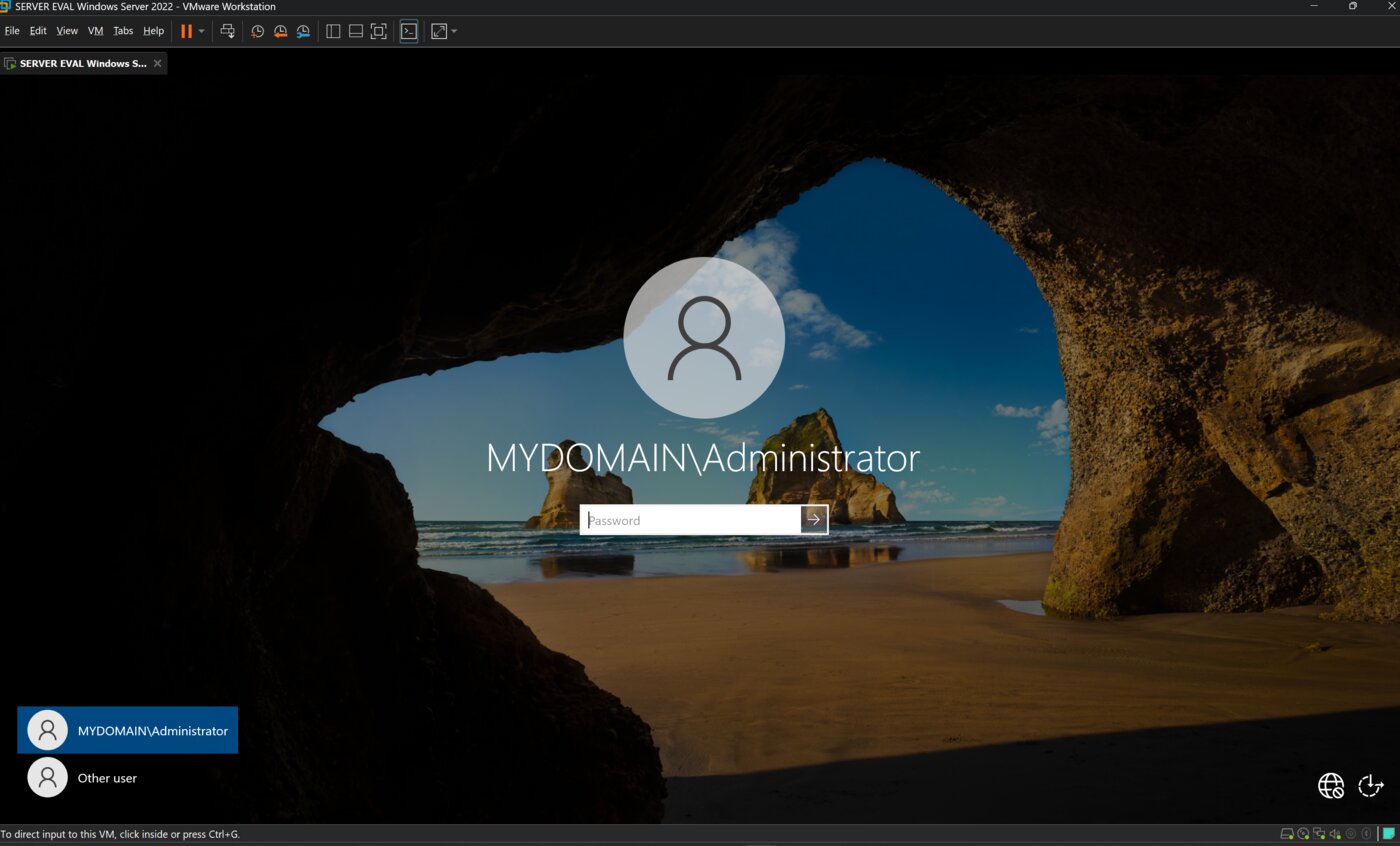 SERVER EVAL Windows Server 2022 - VMware Workstation
File Edit View VM Tabs Help
SERVER EVAL Windows S...
MYDOMAIN\Administrator
Password
MYDOMAIN\Administrator
Other user
To direct input to this VM, click inside or press Ctrl+G.